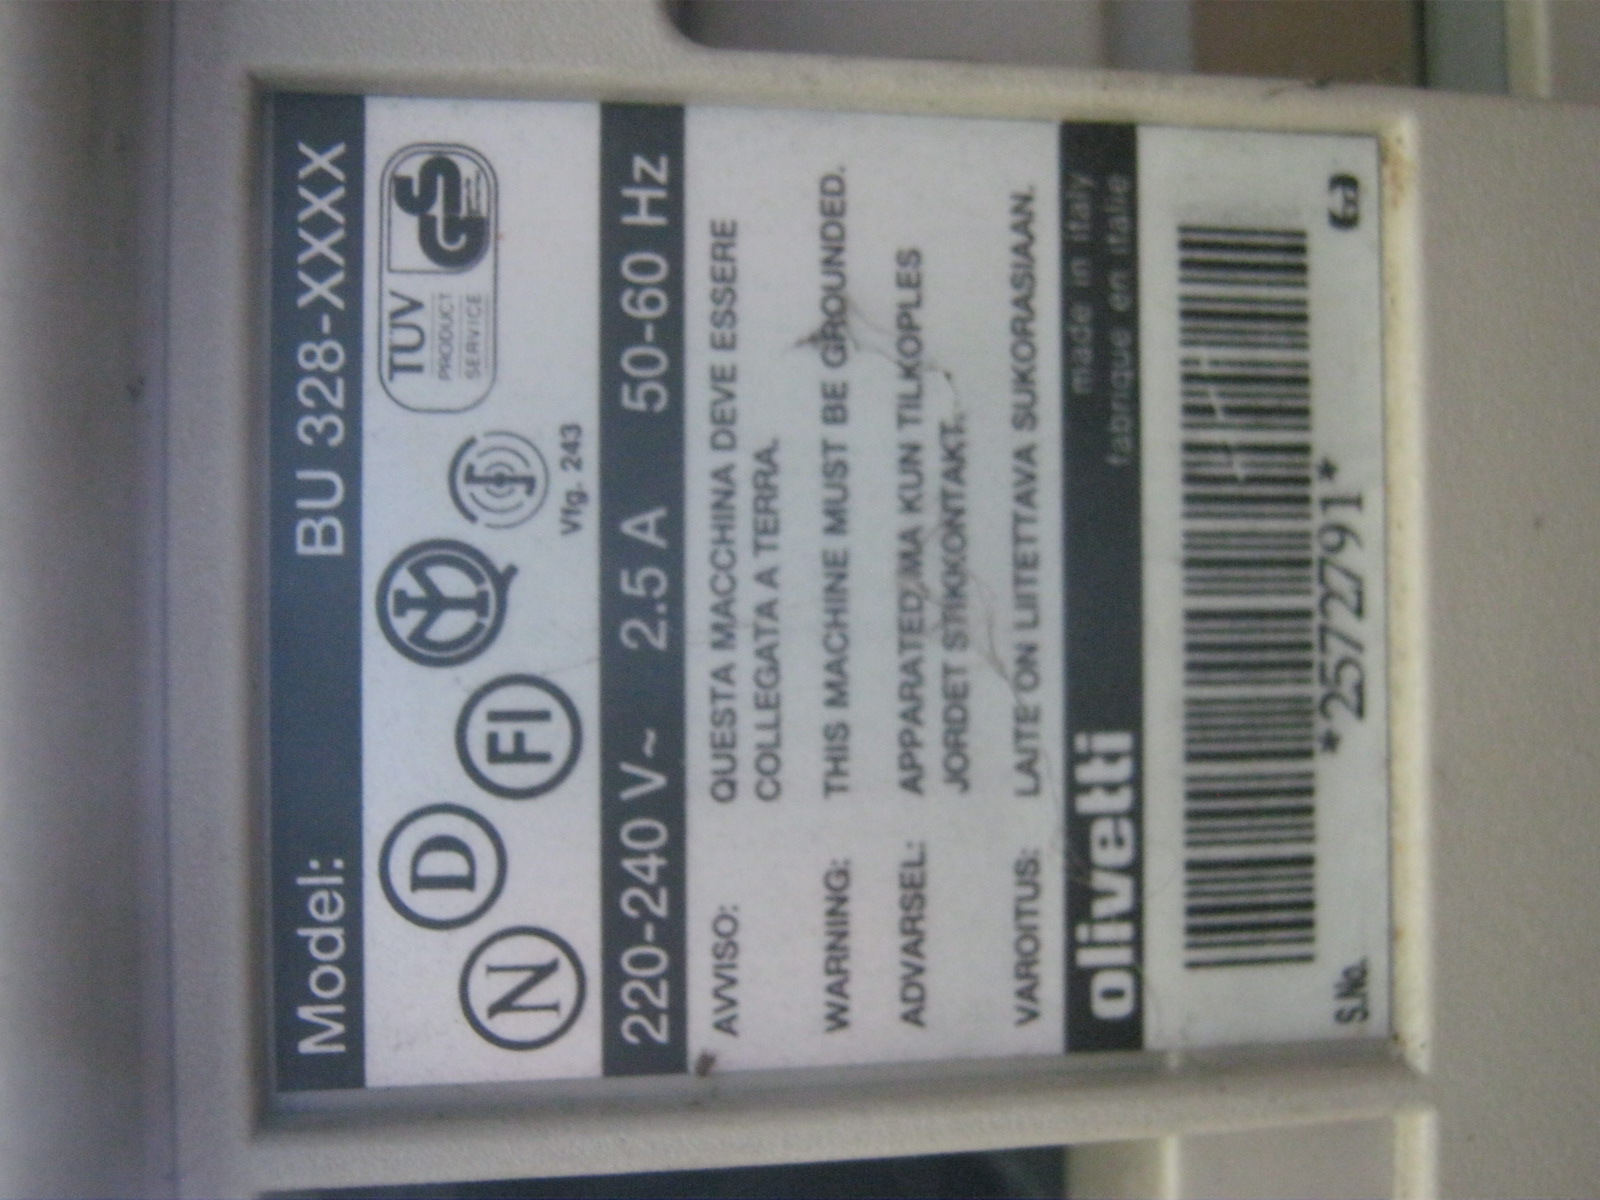 Model: BU 328-XXXX
N D FI
Vfg. 243
TÜV
PRODUCT
SERVICE
GS
220-240 V~ 2.5 A 50-60 Hz
AVVISO: QUESTA MACCHINA DEVE ESSERE
COLLEGATA A TERRA.
WARNING: THIS MACHINE MUST BE GROUNDED.
ADVARSEL: APPARATED MA KUN TILKOPLES
JORDET STIKKONTAKT.
VAROITUS: LAITE ON LIITETTAVA SUKORASIAAN.
olivetti
made in italy
fabrique en italie
S.No. *2572791*